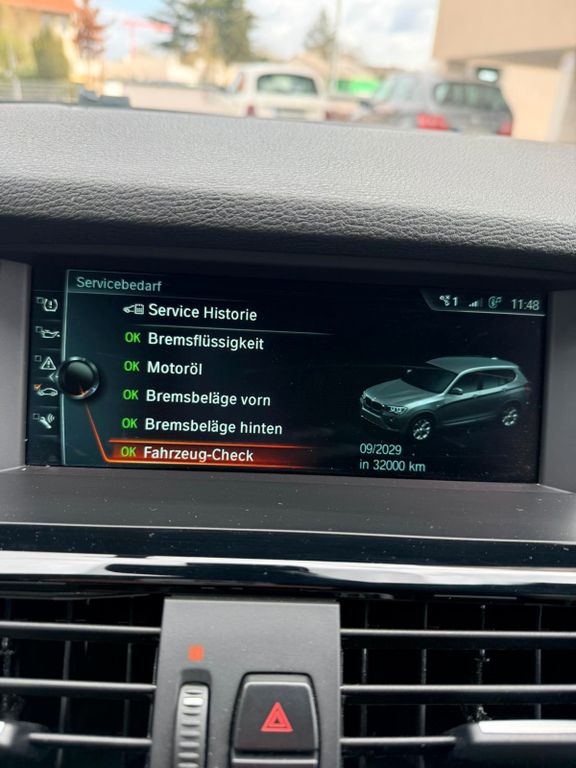 Servicebedarf
1 11:48
Service Historie
OK Bremsflüssigkeit
OK Motoröl
OK Bremsbeläge vorn
OK Bremsbeläge hinten
OK Fahrzeug-Check
09/2029
in 32000 km